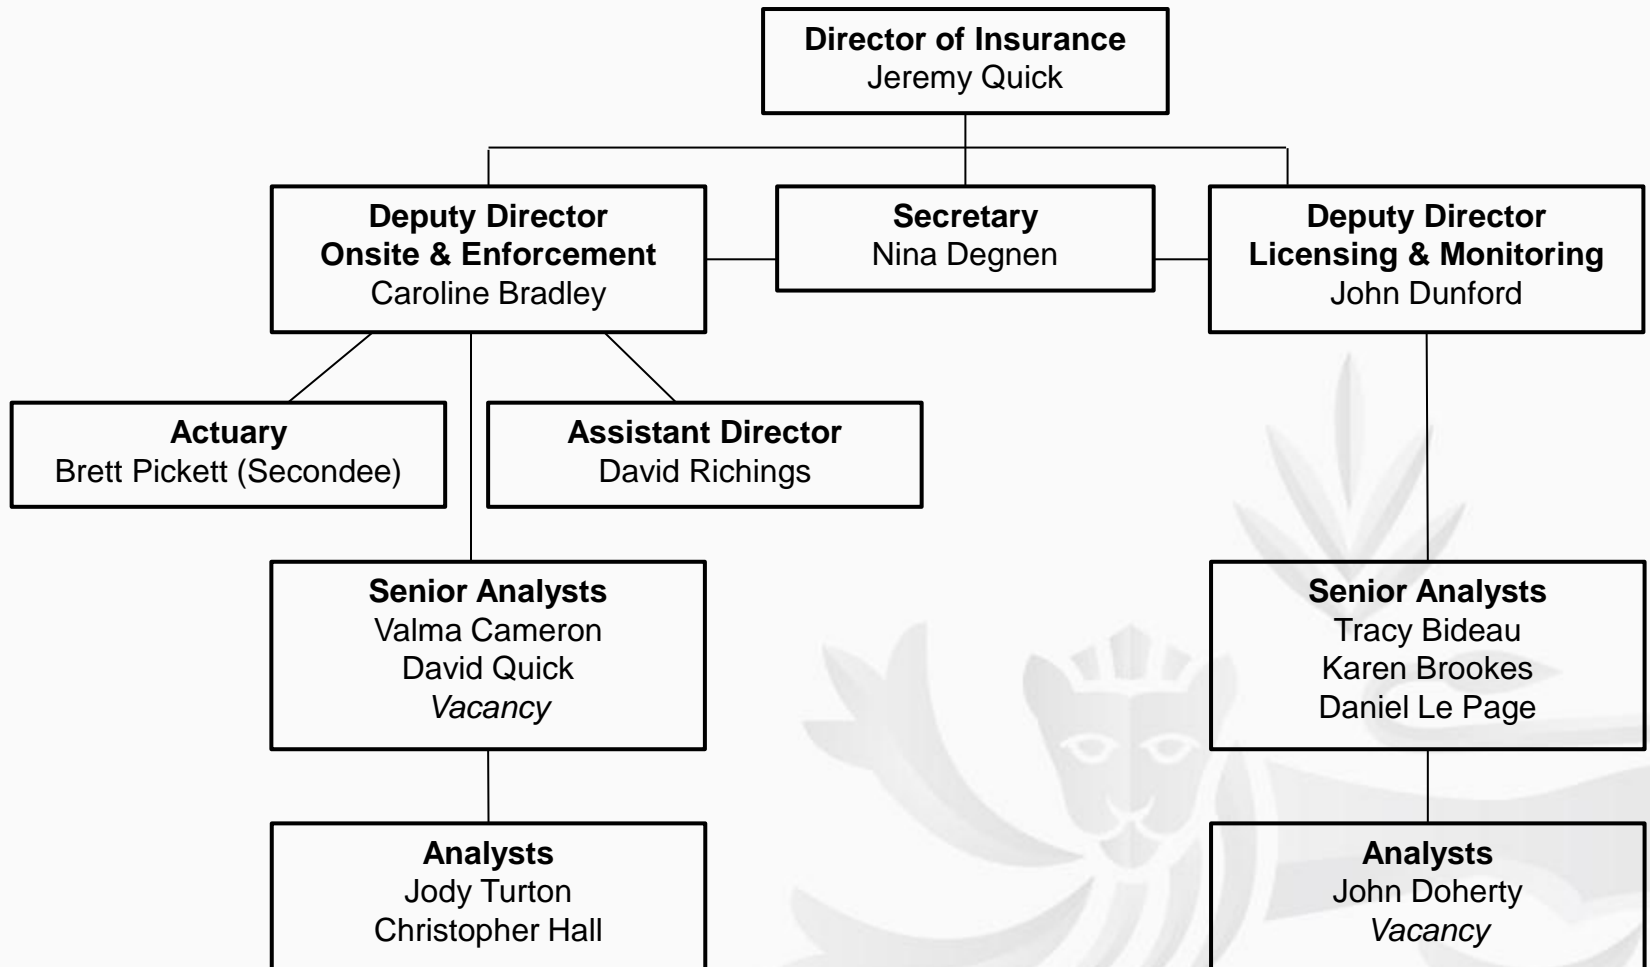 Director of Insurance
Jeremy Quick
Deputy Director
Onsite & Enforcement
Caroline Bradley
Secretary
Nina Degnen
Deputy Director
Licensing & Monitoring
John Dunford
Actuary
Brett Pickett (Secondee)
Assistant Director
David Richings
Senior Analysts
Valma Cameron
David Quick
Vacancy
Senior Analysts
Tracy Bideau
Karen Brookes
Daniel Le Page
Analysts
Jody Turton
Christopher Hall
Analysts
John Doherty
Vacancy